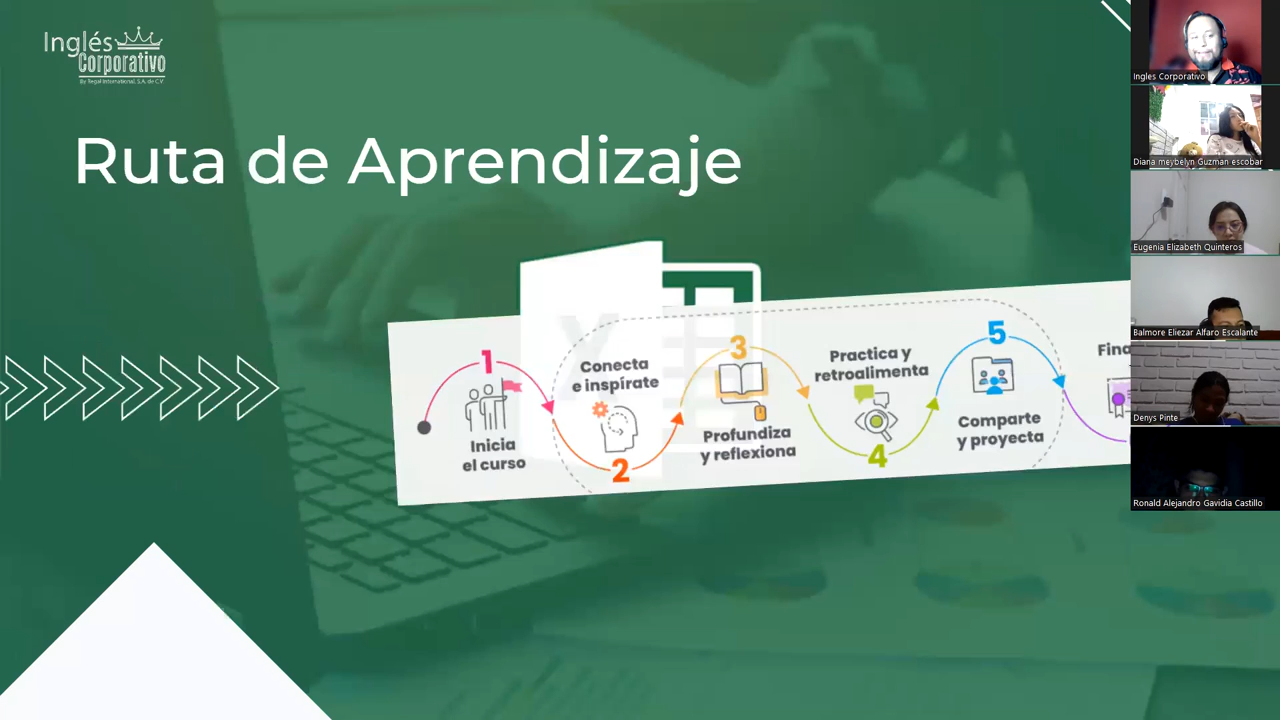 Inglés
Corporativo
By Regal International, S.A. de C.V
Ruta de Aprendizaje
1
Inicia
el curso
Conecta
e inspírate
2
3
Profundiza
y reflexiona
Practica y
retroalimenta
4
5
Comparte
y proyecta
Fina
Ingles Corporativo
Diana meybelyn Guzman escobar
Eugenia Elizabeth Quinteros
Balmore Eliezar Alfaro Escalante
Denys Pinte
Ronald Alejandro Gavidia Castillo